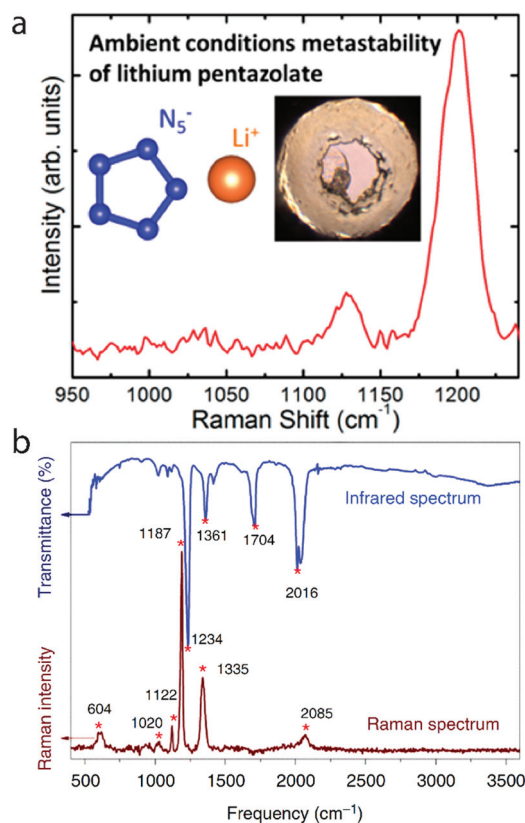 a
Ambient conditions metastability
of lithium pentazolate
N5-
Li+
Intensity (arb. units)
950 1000 1050 1100 1150 1200
Raman Shift (cm-1)
b
Transmittance (%)
Infrared spectrum
1187
1361
1704
2016
1234
1335
604
1020
1122
2085
Raman intensity
Raman spectrum
500 1000 1500 2000 2500 3000 3500
Frequency (cm−1)